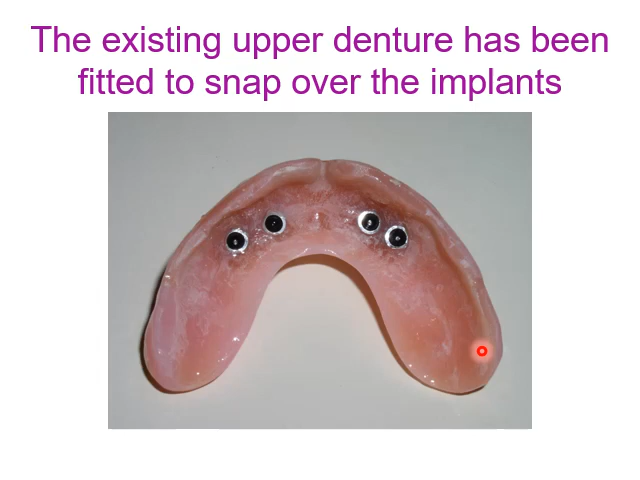 The existing upper denture has been
fitted to snap over the implants